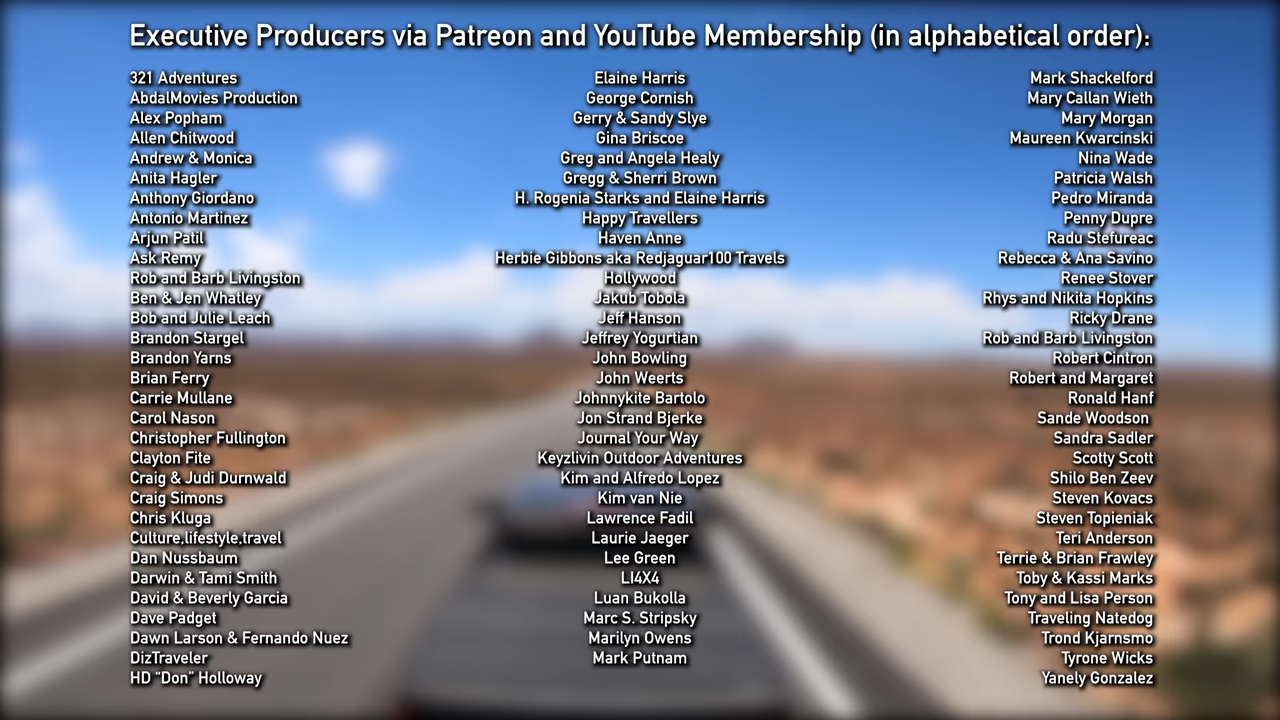 Executive Producers via Patreon and YouTube Membership (in alphabetical order):
321 Adventures
AbdalMovies Production
Alex Popham
Allen Chitwood
Andrew & Monica
Anita Hagler
Anthony Giordano
Antonio Martinez
Arjun Patil
Ask Remy
Rob and Barb Livingston
Ben & Jen Whatley
Bob and Julie Leach
Brandon Stargel
Brandon Yarns
Brian Ferry
Carrie Mullane
Carol Nason
Christopher Fullington
Clayton Fite
Craig & Judi Durnwald
Craig Simons
Chris Kluga
Culture,lifestyle,travel
Dan Nussbaum
Darwin & Tami Smith
David & Beverly Garcia
Dave Padget
Dawn Larson & Fernando Nuez
DizTraveler
HD "Don" Holloway
Elaine Harris
George Cornish
Gerry & Sandy Slye
Gina Briscoe
Greg and Angela Healy
Gregg & Sherri Brown
H. Rogenia Starks and Elaine Harris
Happy Travellers
Haven Anne
Herbie Gibbons aka Redjaguar100 Travels
Hollywood
Jakub Tobola
Jeff Hanson
Jeffrey Yogurtian
John Bowling
John Weerts
Johnnykite Bartolo
Jon Strand Bjerke
Journal Your Way
Keyzlivin Outdoor Adventures
Kim and Alfredo Lopez
Kim van Nie
Lawrence Fadil
Laurie Jaeger
Lee Green
LI4X4
Luan Bukolla
Marc S. Stripsky
Marilyn Owens
Mark Putnam
Mark Shackelford
Mary Callan Wieth
Mary Morgan
Maureen Kwarcinski
Nina Wade
Patricia Walsh
Pedro Miranda
Penny Dupre
Radu Stefureac
Rebecca & Ana Savino
Renee Stover
Rhys and Nikita Hopkins
Ricky Drane
Rob and Barb Livingston
Robert Cintron
Robert and Margaret
Ronald Hanf
Sande Woodson
Sandra Sadler
Scotty Scott
Shilo Ben Zeev
Steven Kovacs
Steven Topieniak
Teri Anderson
Terrie & Brian Frawley
Toby & Kassi Marks
Tony and Lisa Person
Traveling Natedog
Trond Kjarnsmo
Tyrone Wicks
Yanely Gonzalez